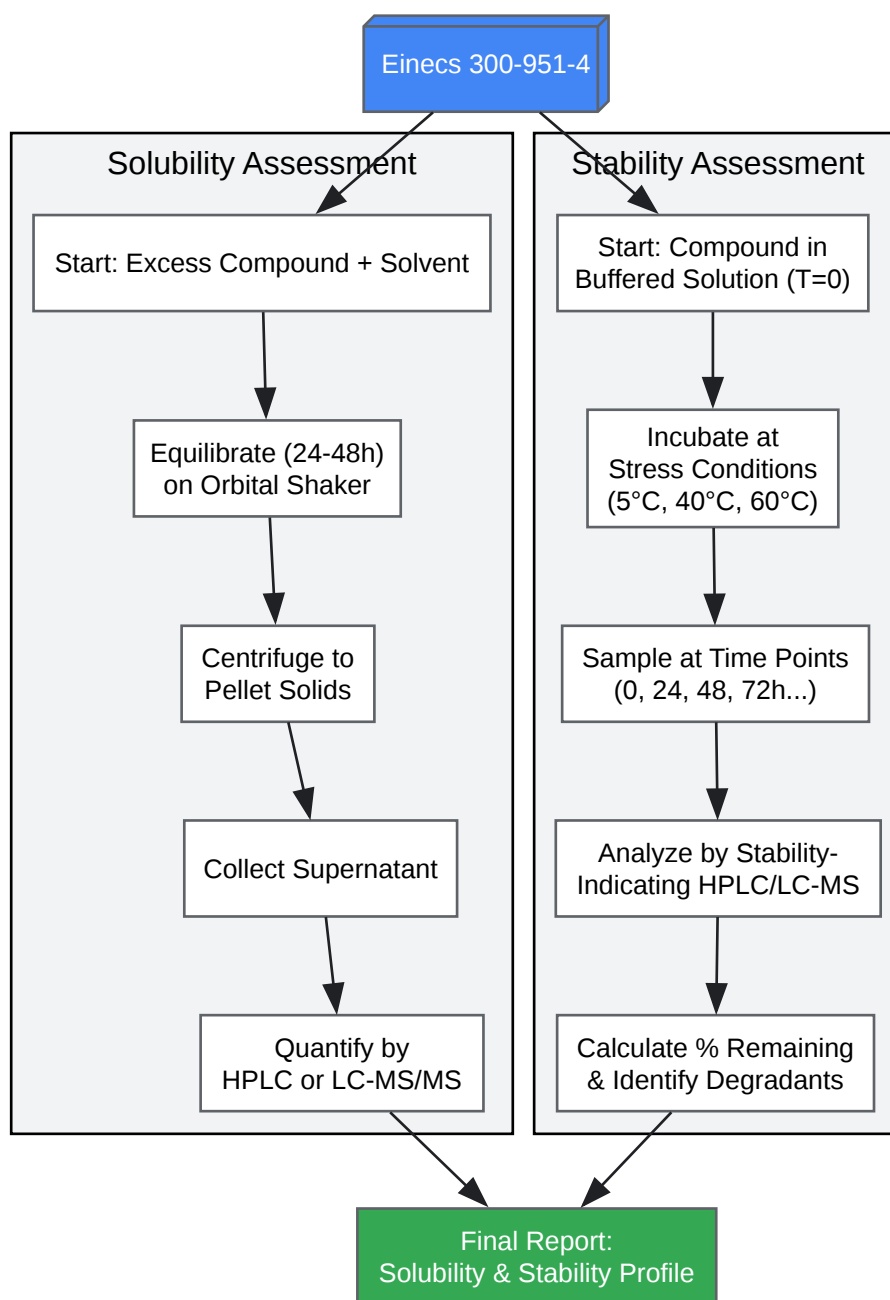 Einecs 300-951-4
Solubility Assessment
Start: Excess Compound + Solvent
Equilibrate (24-48h)
on Orbital Shaker
Centrifuge to
Pellet Solids
Collect Supernatant
Quantify by
HPLC or LC-MS/MS
Stability Assessment
Start: Compound in
Buffered Solution (T=0)
Incubate at
Stress Conditions
(5°C, 40°C, 60°C)
Sample at Time Points
(0, 24, 48, 72h...)
Analyze by Stability-
Indicating HPLC/LC-MS
Calculate % Remaining
& Identify Degradants
Final Report:
Solubility & Stability Profile